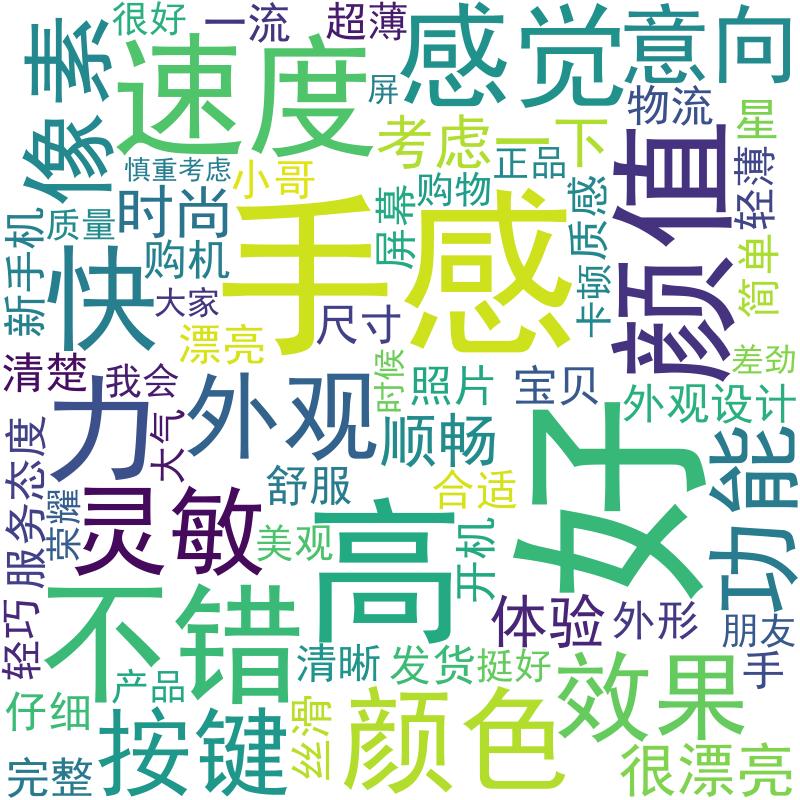 很好
一流
超薄
感觉
意向
像素
速度
屏
物流
星
考虑一下
正品
颜值
轻薄
慎重考虑
小哥
购物
屏幕
质感
时尚
质量
新手机
手感
快
购机
卡顿
简单
大家
尺寸
漂亮
清楚
我会
时候
照片
宝贝
差劲
外观设计
力
外观
大气
顺畅
好
功能
服务态度
荣耀
灵敏
舒服
合适
高
美观
开机
不错
轻巧
体验
外形
朋友
手
清晰
发货
挺好
效果
产品
仔细
按键
丝滑
颜色
很漂亮
完整